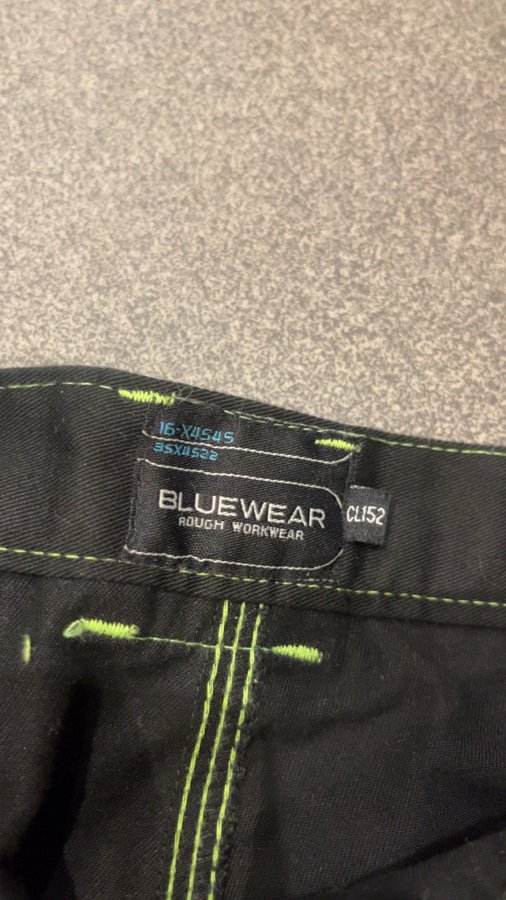 16-X4545
35X4522
BLUEWEAR
ROUGH WORKWEAR
CL152